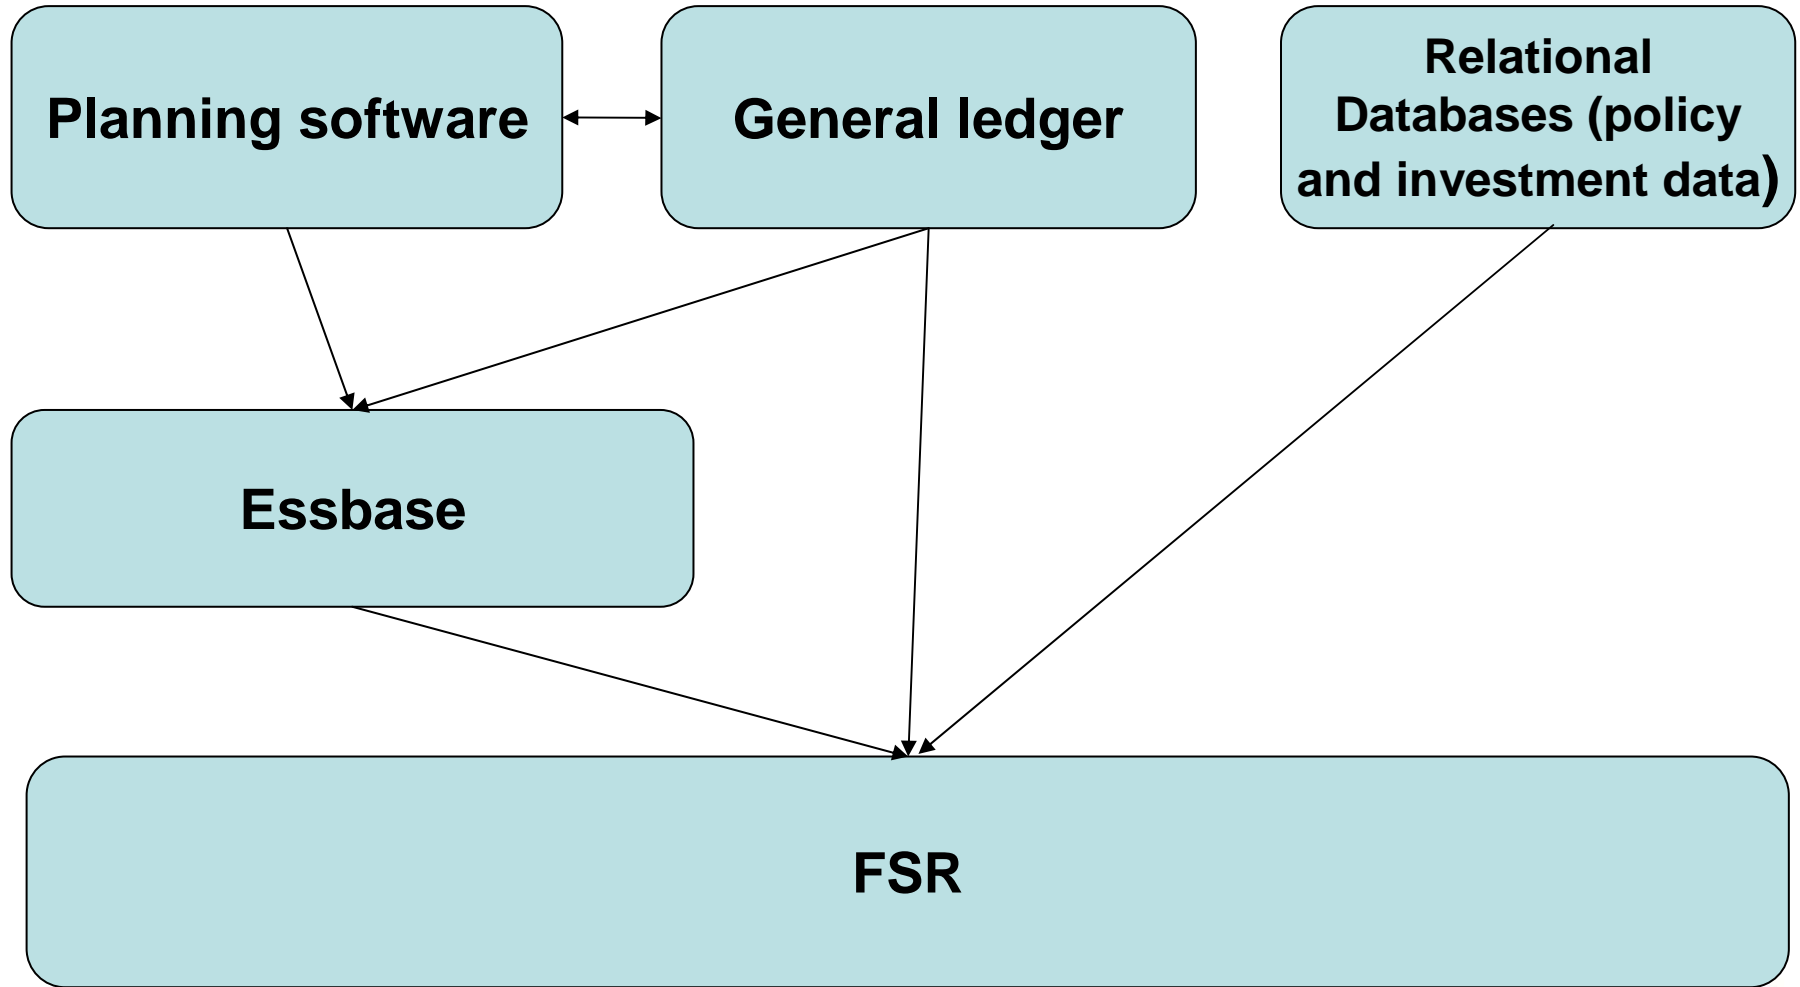 Planning software
General ledger
Relational
Databases (policy
and investment data)
Essbase
FSR